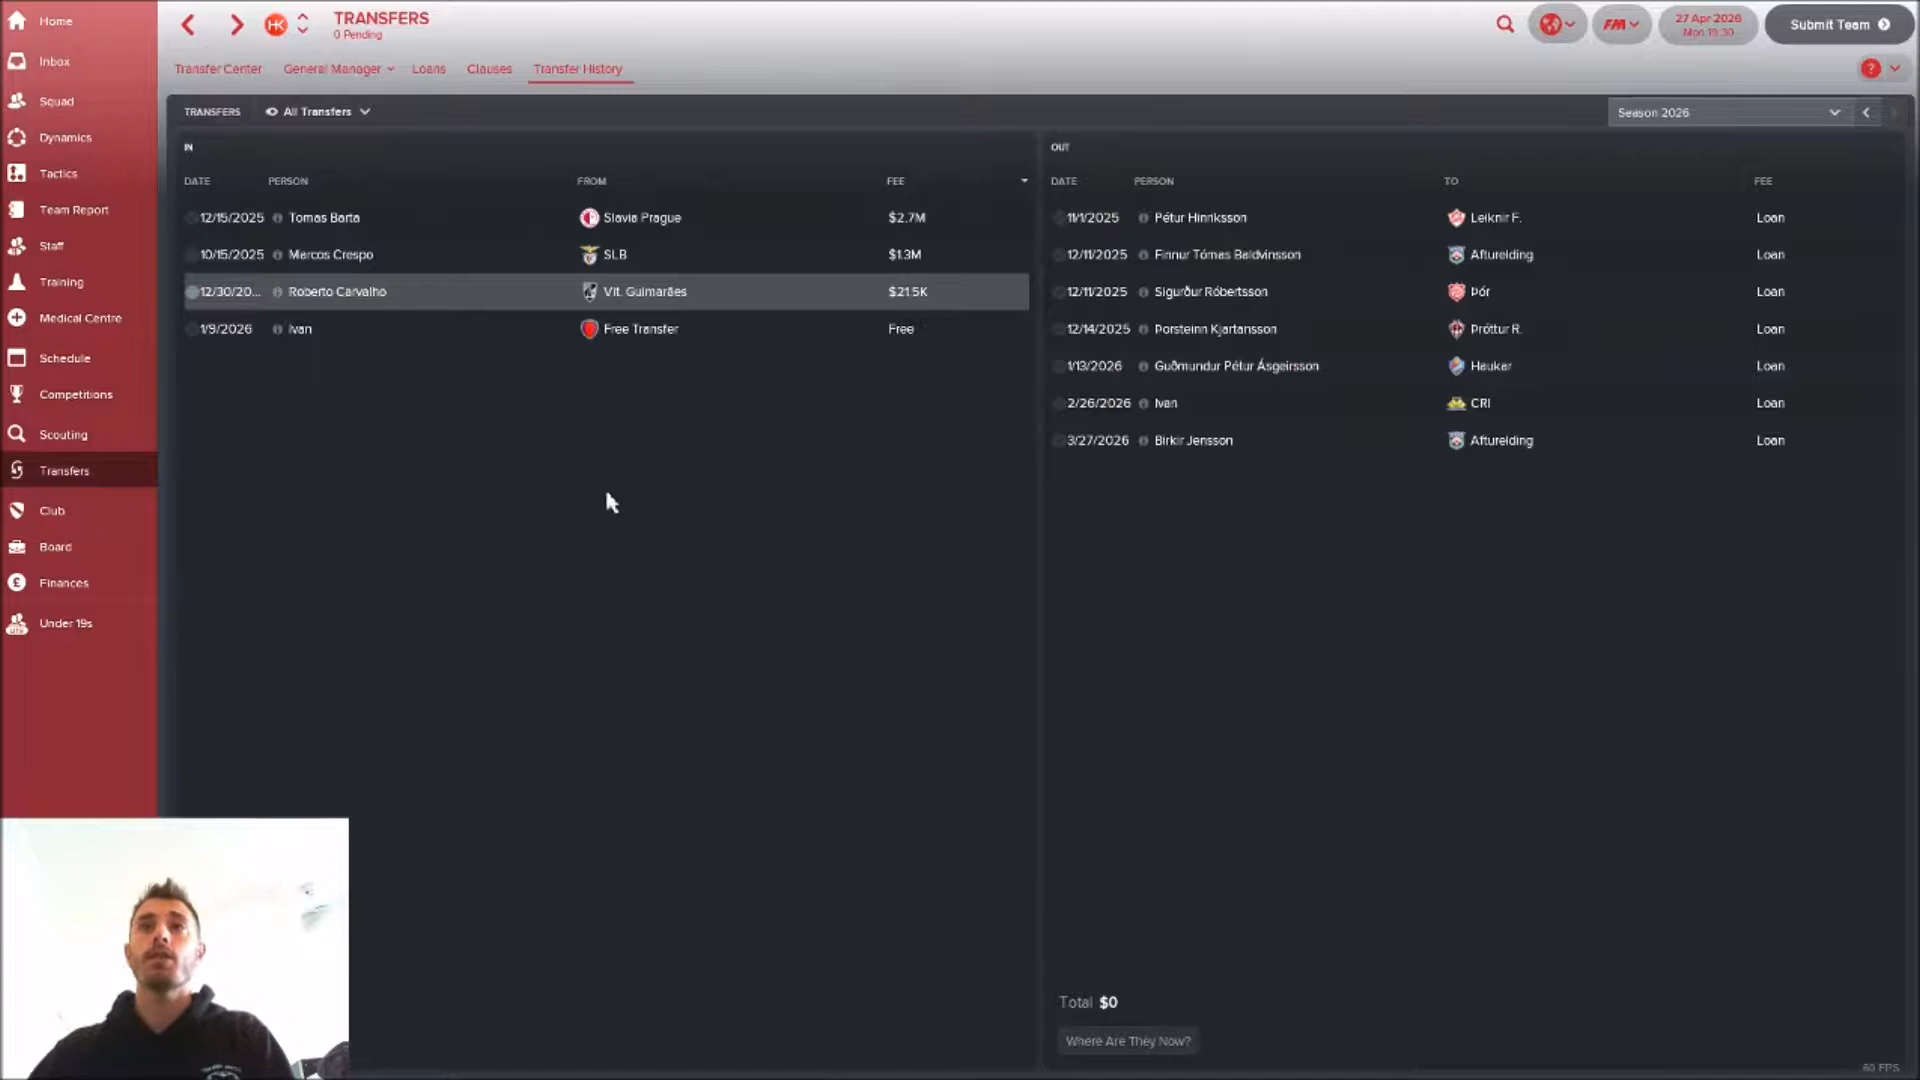 Home
Inbox
Squad
Dynamics
Tactics
Team Report
Staff
Training
Medical Centre
Schedule
Competitions
Scouting
Transfers
Club
Board
Finances
Under 19s
HK
TRANSFERS
0 Pending
FM
27 Apr 2026
Mon 19:30
Submit Team
Transfer Center General Manager Loans Clauses Transfer History
TRANSFERS All Transfers
Season 2026
IN
DATE PERSON FROM FEE
12/15/2025 Tomas Barta Slavia Prague $2.7M
10/15/2025 Marcos Crespo SLB $1.3M
12/30/20... Roberto Carvalho Vit. Guimarães $21.5K
1/9/2026 Ivan Free Transfer Free
OUT
DATE PERSON TO FEE
11/1/2025 Pétur Hinriksson Leiknir F. Loan
12/11/2025 Finnur Tómas Baldvinsson Afturelding Loan
12/11/2025 Sigurður Róbertsson Þór Loan
12/14/2025 Þorsteinn Kjartansson Þróttur R. Loan
1/13/2026 Guðmundur Pétur Ásgeirsson Haukar Loan
2/26/2026 Ivan CRI Loan
3/27/2026 Birkir Jensson Afturelding Loan
Total $0
Where Are They Now?
60 FPS